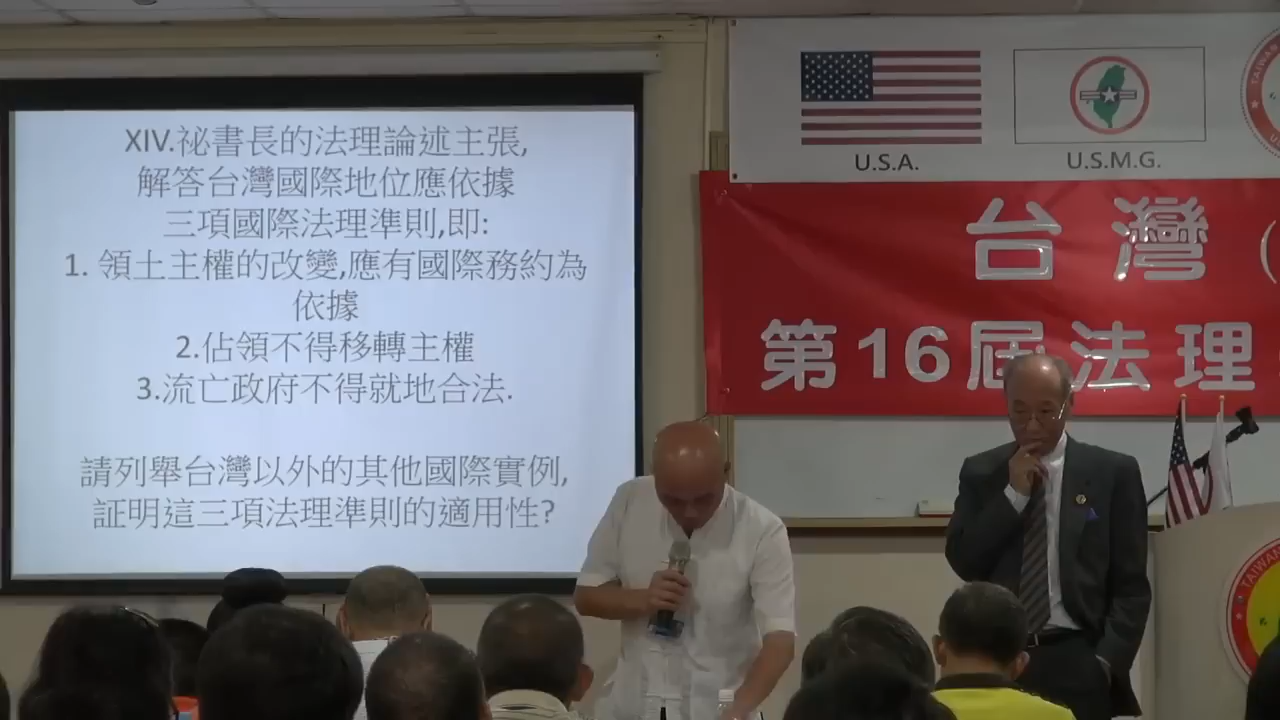 XIV.祕書長的法理論述主張,
解答台灣國際地位應依據
三項國際法理準則,即:
1. 領土主權的改變,應有國際務約為
依據
2.佔領不得移轉主權
3.流亡政府不得就地合法.
請列舉台灣以外的其他國際實例,
証明這三項法理準則的適用性?
U.S.A.
U.S.M.G.
台灣(
第16屆法理
TAIWAN
TAIWAN